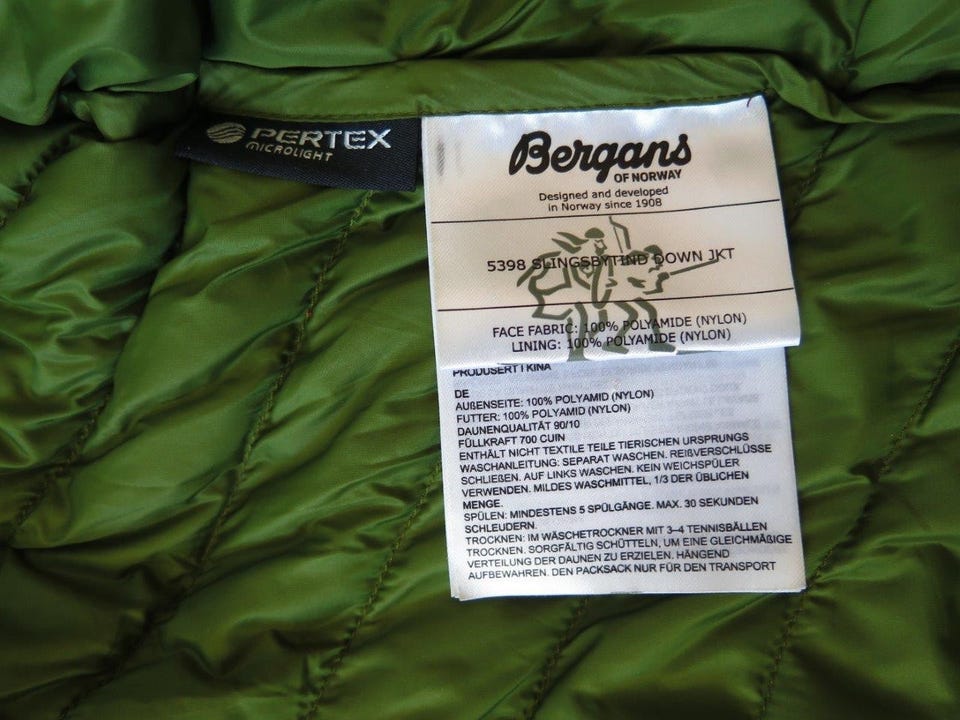 PERTEX
MICROLIGHT
Bergans
OF NORWAY
Designed and developed
in Norway since 1908
5398 SLINGSBYTIND DOWN JKT
FACE FABRIC: 100% POLYAMIDE (NYLON)
LINING: 100% POLYAMIDE (NYLON)
PRODUSERT I KINA
DE
AUßENSEITE: 100% POLYAMID (NYLON)
FUTTER: 100% POLYAMID (NYLON)
DAUNENQUALITÄT 90/10
FÜLLKRAFT 700 CUIN
ENTHÄLT NICHT TEXTILE TEILE TIERISCHEN URSPRUNGS
WASCHANLEITUNG: SEPARAT WASCHEN. REIßVERSCHLÜSSE
SCHLIEßEN. AUF LINKS WASCHEN. KEIN WEICHSPÜLER
VERWENDEN. MILDES WASCHMITTEL, 1/3 DER ÜBLICHEN
MENGE.
SPÜLEN: MINDESTENS 5 SPÜLGÄNGE. MAX. 30 SEKUNDEN
SCHLEUDERN.
TROCKNEN: IM WÄSCHETROCKNER MIT 3–4 TENNISBÄLLEN
TROCKNEN. SORGFÄLTIG SCHÜTTELN, UM EINE GLEICHMÄßIGE
VERTEILUNG DER DAUNEN ZU ERZIELEN. HÄNGEND
AUFBEWAHREN. DEN PACKSACK NUR FÜR DEN TRANSPORT